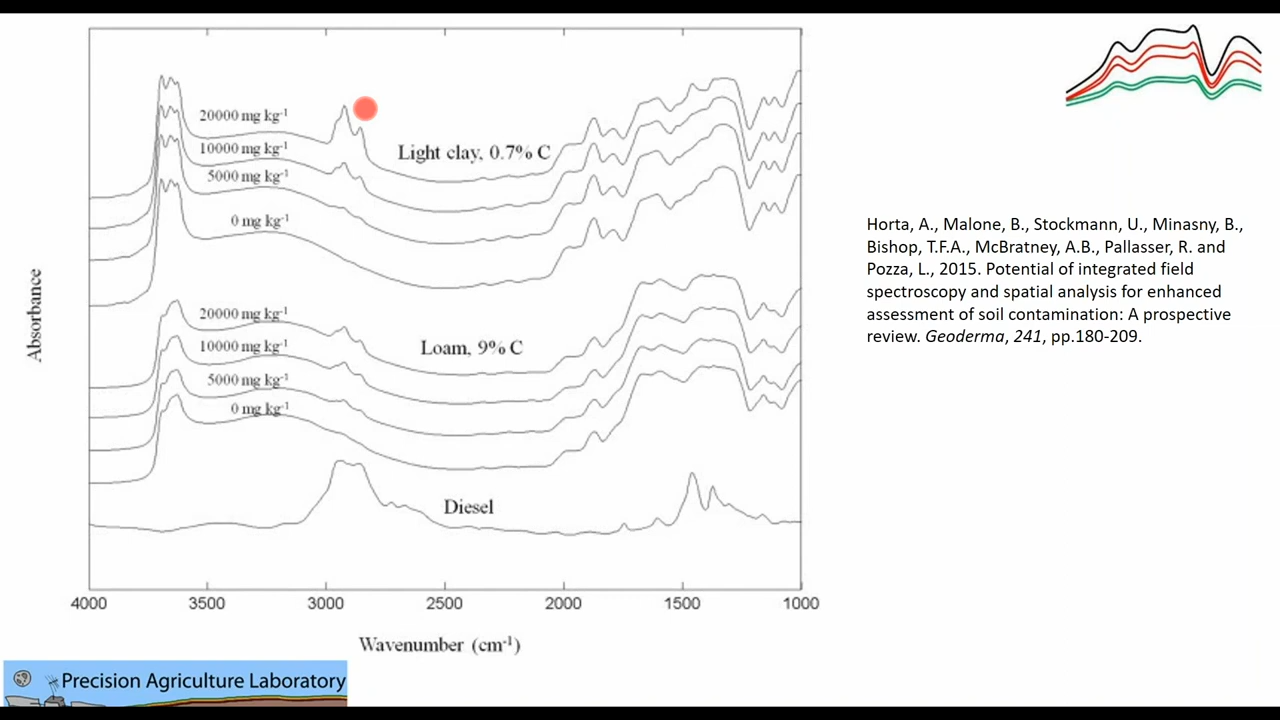 20000 mg kg-1
10000 mg kg-1
Light clay, 0.7% C
5000 mg kg-1
0 mg kg-1
20000 mg kg-1
10000 mg kg-1
Loam, 9% C
5000 mg kg-1
0 mg kg-1
Diesel
Absorbance
4000 3500 3000 2500 2000 1500 1000
Wavenumber (cm-1)
Horta, A., Malone, B., Stockmann, U., Minasny, B.,
Bishop, T.F.A., McBratney, A.B., Pallasser, R. and
Pozza, L., 2015. Potential of integrated field
spectroscopy and spatial analysis for enhanced
assessment of soil contamination: A prospective
review. Geoderma, 241, pp.180-209.
Precision Agriculture Laboratory